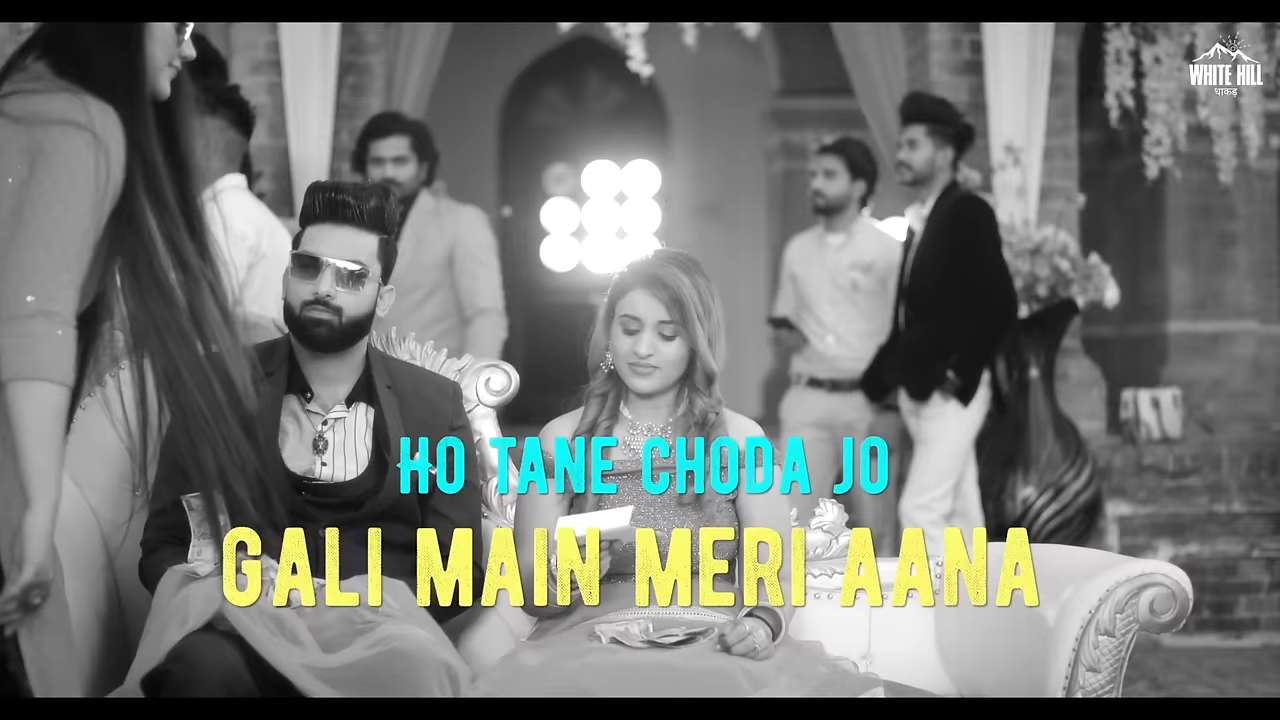 WHITE HILL
धाकड़
HO TANE CHODA JO
GALI MAIN MERI AANA